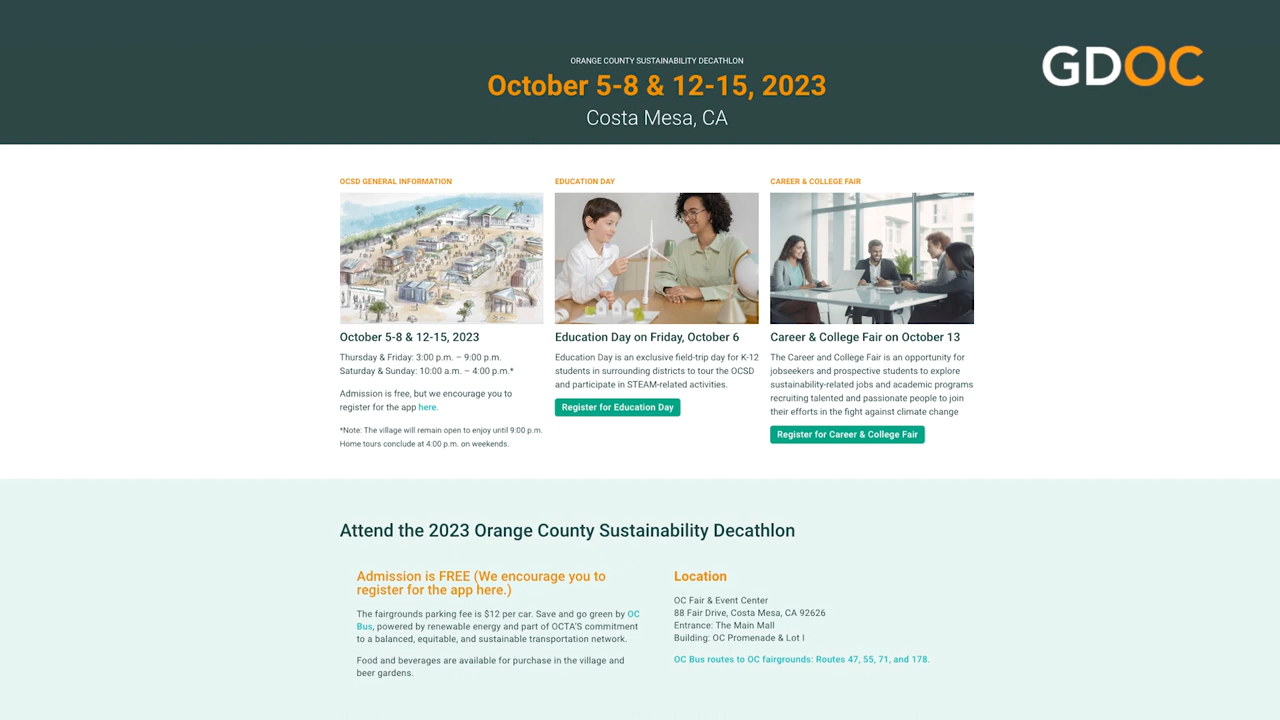 ORANGE COUNTY SUSTAINABILITY DECATHLON
October 5-8 & 12-15, 2023
Costa Mesa, CA
GDOC
OCSD GENERAL INFORMATION
October 5-8 & 12-15, 2023
Thursday & Friday: 3:00 p.m. – 9:00 p.m.
Saturday & Sunday: 10:00 a.m. – 4:00 p.m.*
Admission is free, but we encourage you to
register for the app here.
*Note: The village will remain open to enjoy until 9:00 p.m.
Home tours conclude at 4:00 p.m. on weekends.
EDUCATION DAY
Education Day on Friday, October 6
Education Day is an exclusive field-trip day for K-12
students in surrounding districts to tour the OCSD
and participate in STEAM-related activities.
Register for Education Day
CAREER & COLLEGE FAIR
Career & College Fair on October 13
The Career and College Fair is an opportunity for
jobseekers and prospective students to explore
sustainability-related jobs and academic programs
recruiting talented and passionate people to join
their efforts in the fight against climate change
Register for Career & College Fair
Attend the 2023 Orange County Sustainability Decathlon
Admission is FREE (We encourage you to
register for the app here.)
The fairgrounds parking fee is $12 per car. Save and go green by OC
Bus, powered by renewable energy and part of OCTA'S commitment
to a balanced, equitable, and sustainable transportation network.
Food and beverages are available for purchase in the village and
beer gardens.
Location
OC Fair & Event Center
88 Fair Drive, Costa Mesa, CA 92626
Entrance: The Main Mall
Building: OC Promenade & Lot I
OC Bus routes to OC fairgrounds: Routes 47, 55, 71, and 178.